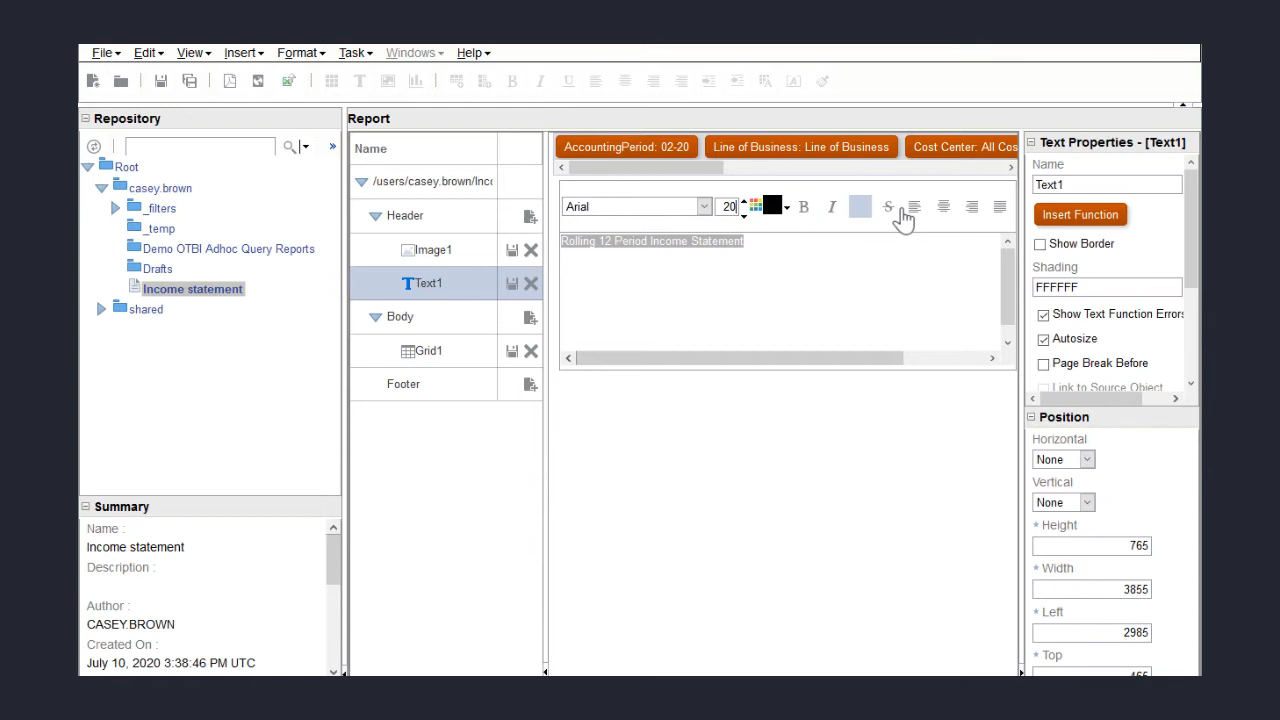 File Edit View Insert Format Task Windows Help
Repository
Root
casey.brown
_filters
_temp
Demo OTBI Adhoc Query Reports
Drafts
Income statement
shared
Summary
Name :
Income statement
Description :
Author :
CASEY.BROWN
Created On :
July 10, 2020 3:38:46 PM UTC
Report
Name
/users/casey.brown/Inco
Header
Image1
Text1
Body
Grid1
Footer
AccountingPeriod: 02-20 Line of Business: Line of Business Cost Center: All Cos
Arial 20 B I S
Rolling 12 Period Income Statement
Text Properties - [Text1]
Name
Text1
Insert Function
Show Border
Shading
FFFFFF
Show Text Function Errors
Autosize
Page Break Before
Link to Source Object
Position
Horizontal
None
Vertical
None
* Height
765
* Width
3855
* Left
2985
* Top